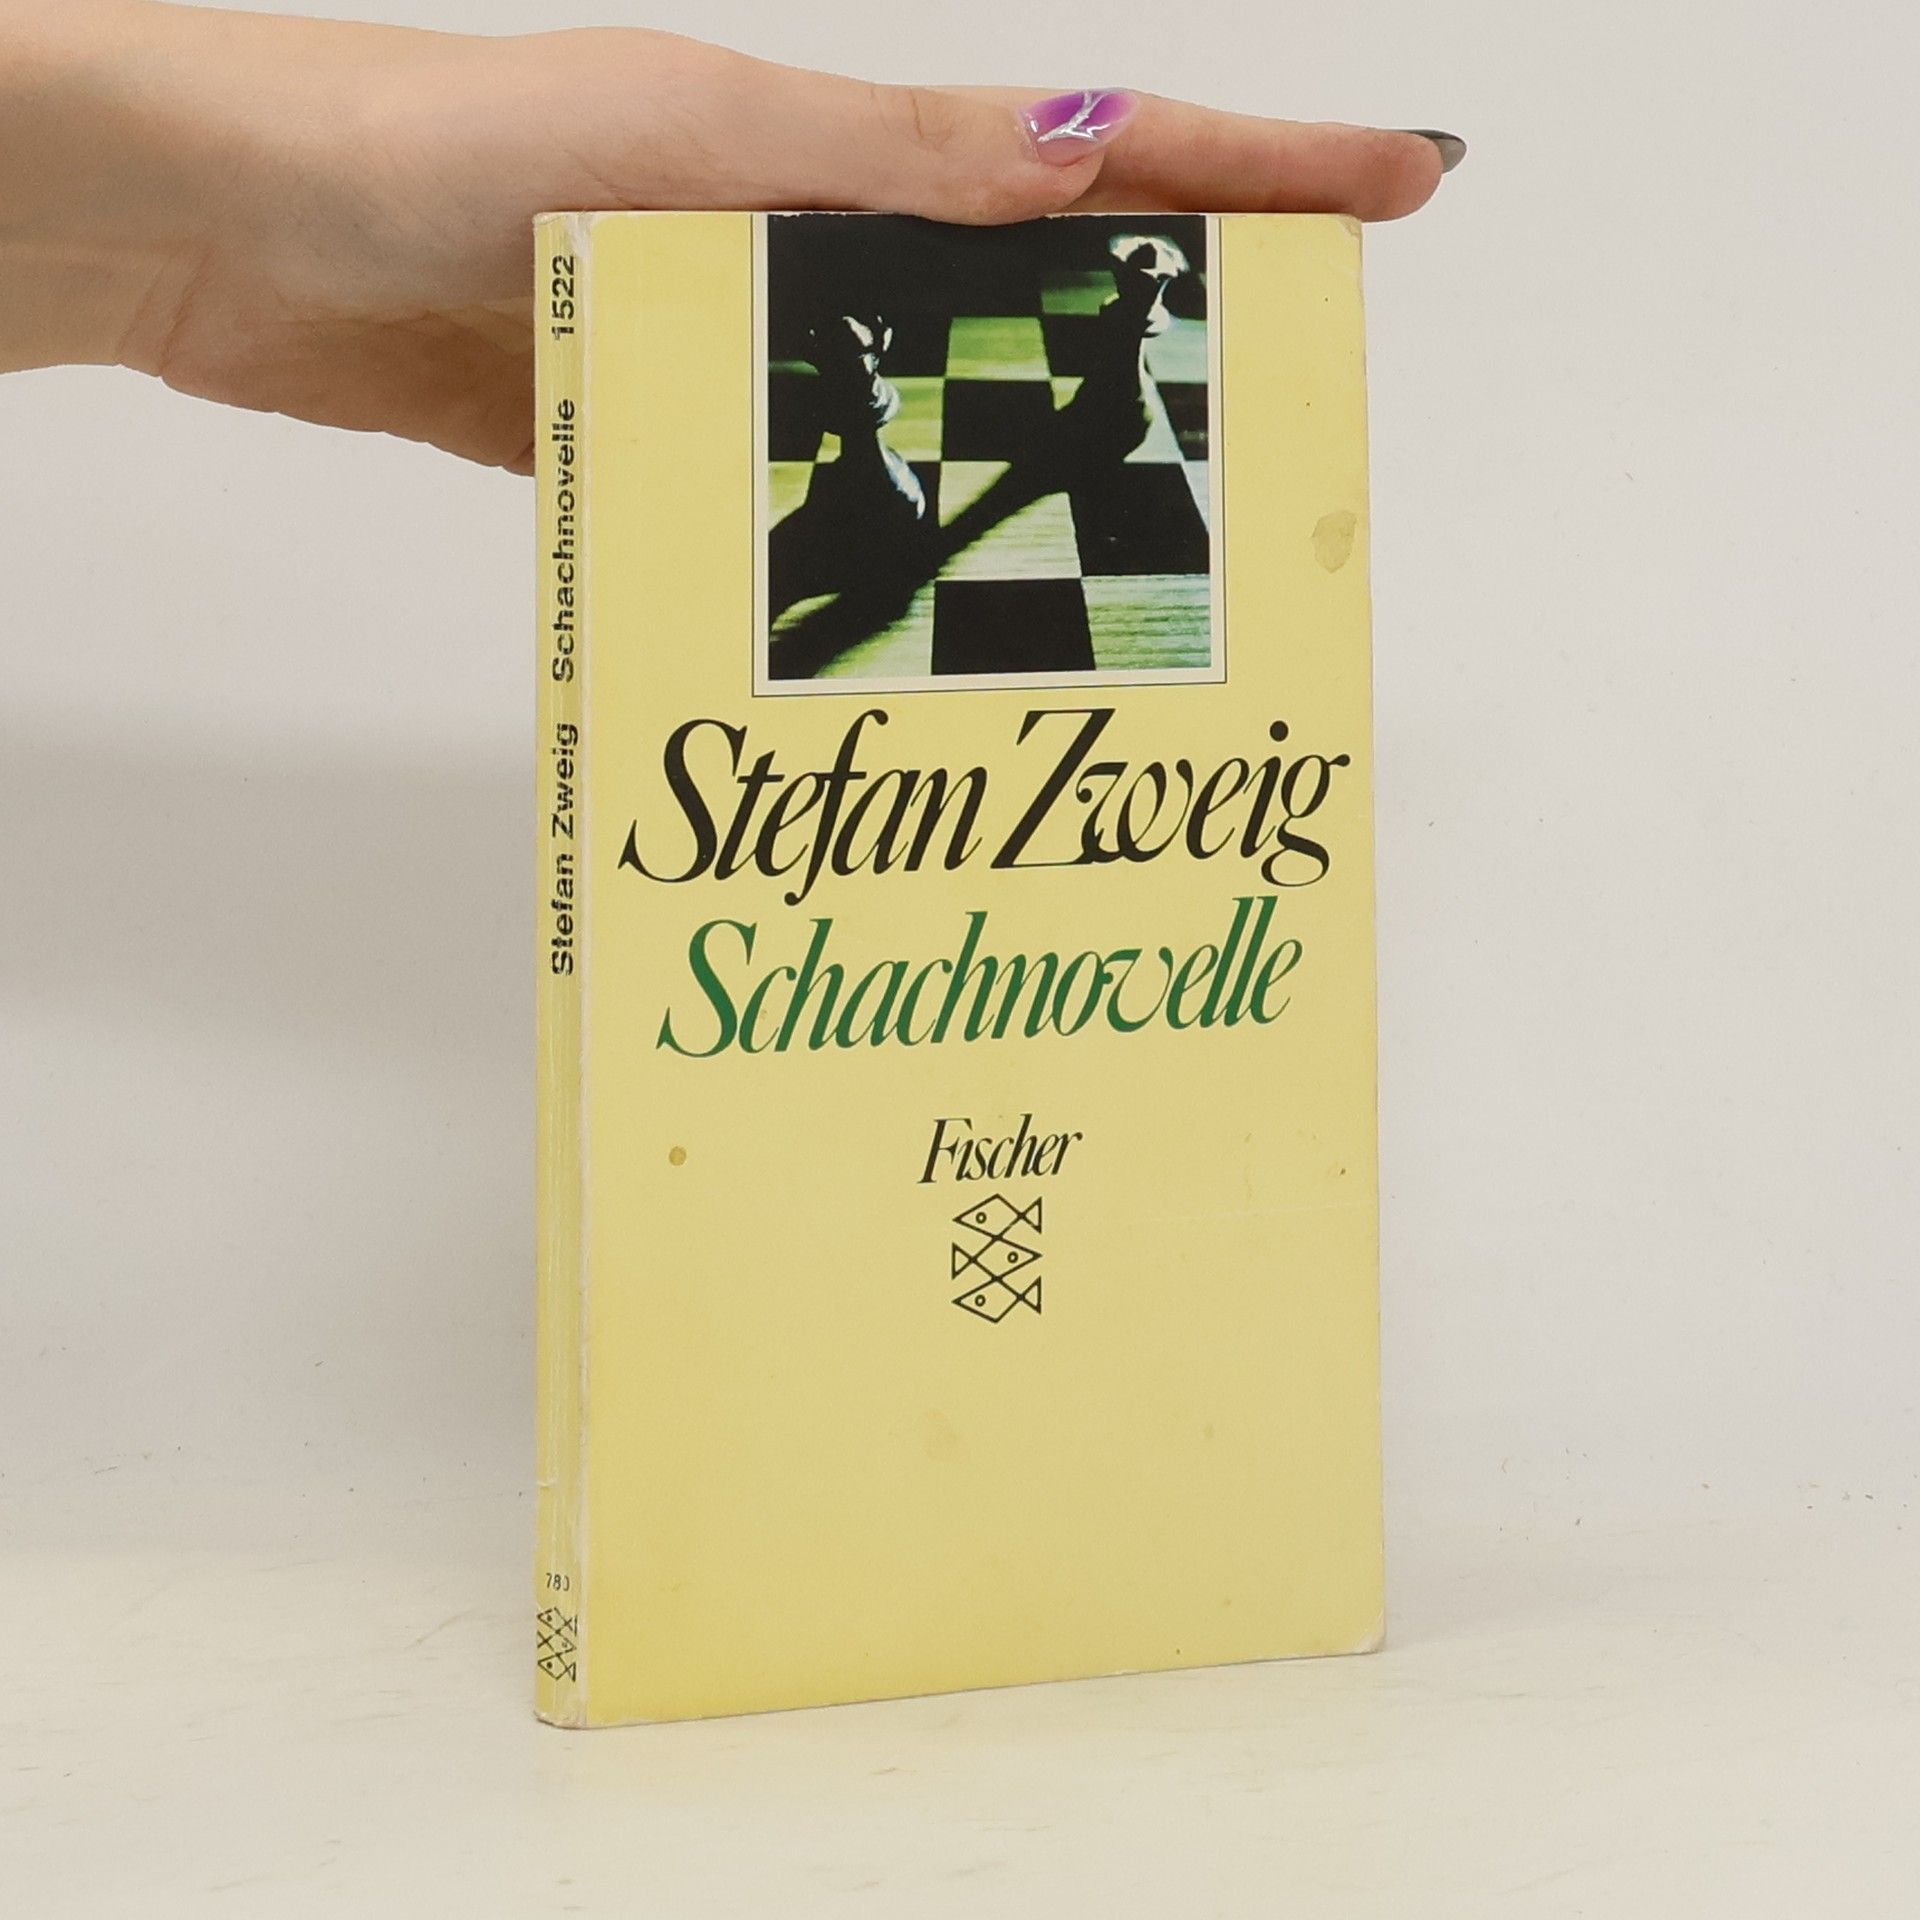 Stefan Zweig
Schachnovelle
Fischer
Stefan Zweig Schachnovelle 1522
780